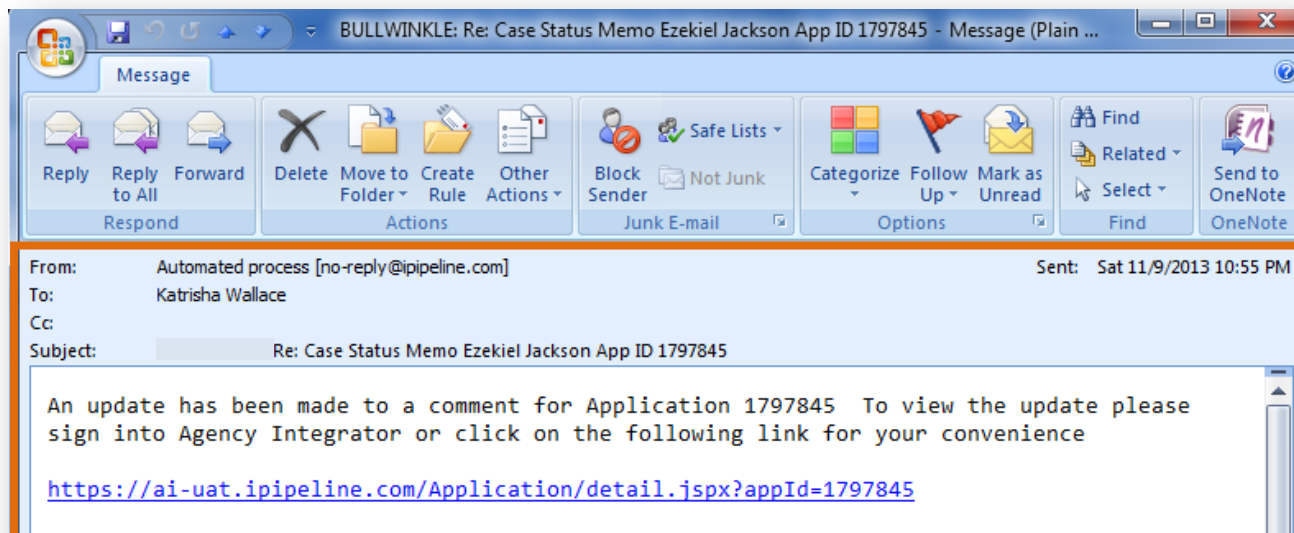 BULLWINKLE: Re: Case Status Memo Ezekiel Jackson App ID 1797845 - Message (Plain ...
Message
Reply Reply to All Forward Delete Move to Folder Create Rule Other Actions Block Sender Safe Lists Not Junk Categorize Follow Up Mark as Unread Find Related Select Send to OneNote
Respond Actions Junk E-mail Options Find OneNote
From: Automated process [no-reply@ipipeline.com] Sent: Sat 11/9/2013 10:55 PM
To: Katrisha Wallace
Cc:
Subject: Re: Case Status Memo Ezekiel Jackson App ID 1797845
An update has been made to a comment for Application 1797845 To view the update please
sign into Agency Integrator or click on the following link for your convenience
https://ai-uat.ipipeline.com/Application/detail.jspx?appId=1797845